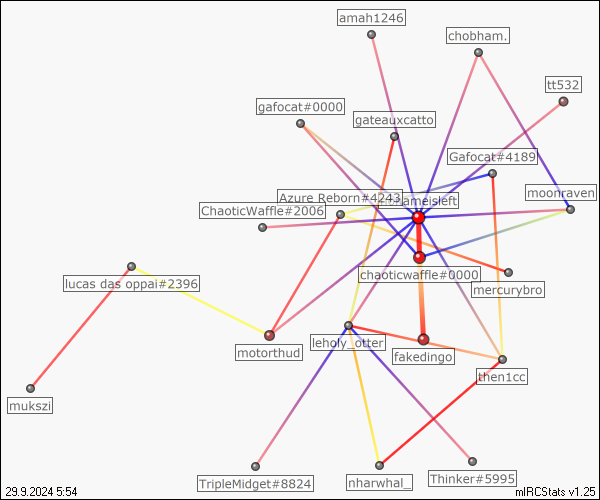 amah1246
chobham.
tt532
gafocat#0000
gateauxcatto
Gafocat#4189
moonraven
Azure Reborn#4243
ameisleft
ChaoticWaffle#2006
chaoticwaffle#0000
lucas das oppai#2396
mercurybro
leholy_otter
motorthud
fakedingo
then1cc
mukszi
TripleMidget#8824
nharwhal_
Thinker#5995
29.9.2024 5:54
mIRCStats v1.25